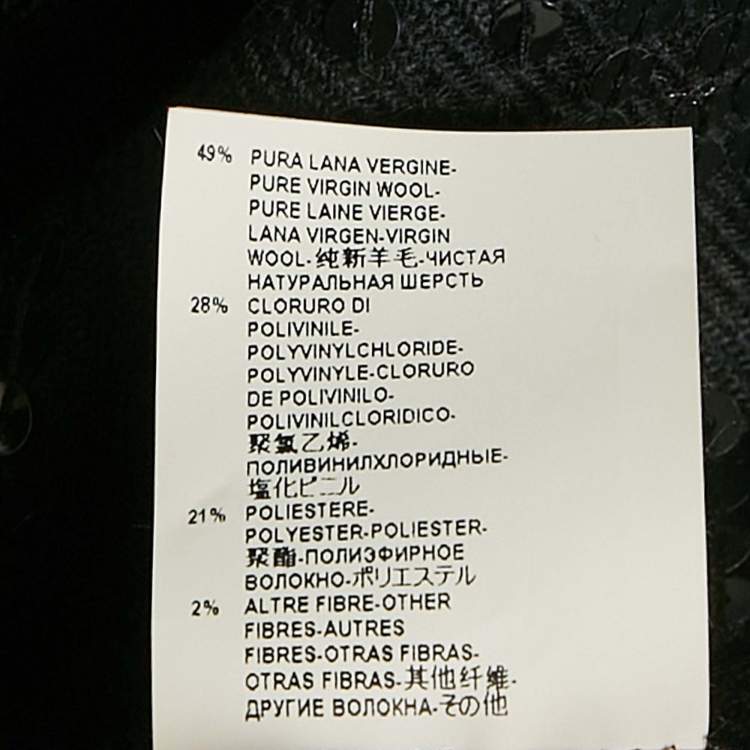 49% PURA LANA VERGINE-
PURE VIRGIN WOOL-
PURE LAINE VIERGE-
LANA VIRGEN-VIRGIN
WOOL-纯新羊毛-ЧИСТАЯ
НАТУРАЛЬНАЯ ШЕРСТЬ
28% CLORURO DI
POLIVINILE-
POLYVINYLCHLORIDE-
POLYVINYLE-CLORURO
DE POLIVINILO-
POLIVINILCLORIDICO-
聚氯乙烯-
ПОЛИВИНИЛХЛОРИДНЫЕ-
塩化ビニル
21% POLIESTERE-
POLYESTER-POLIESTER-
聚酯-ПОЛИЭФИРНОЕ
ВОЛОКНО-ポリエステル
2% ALTRE FIBRE-OTHER
FIBRES-AUTRES
FIBRES-OTRAS FIBRAS-
OTRAS FIBRAS-其他纤维-
ДРУГИЕ ВОЛОКНА-その他